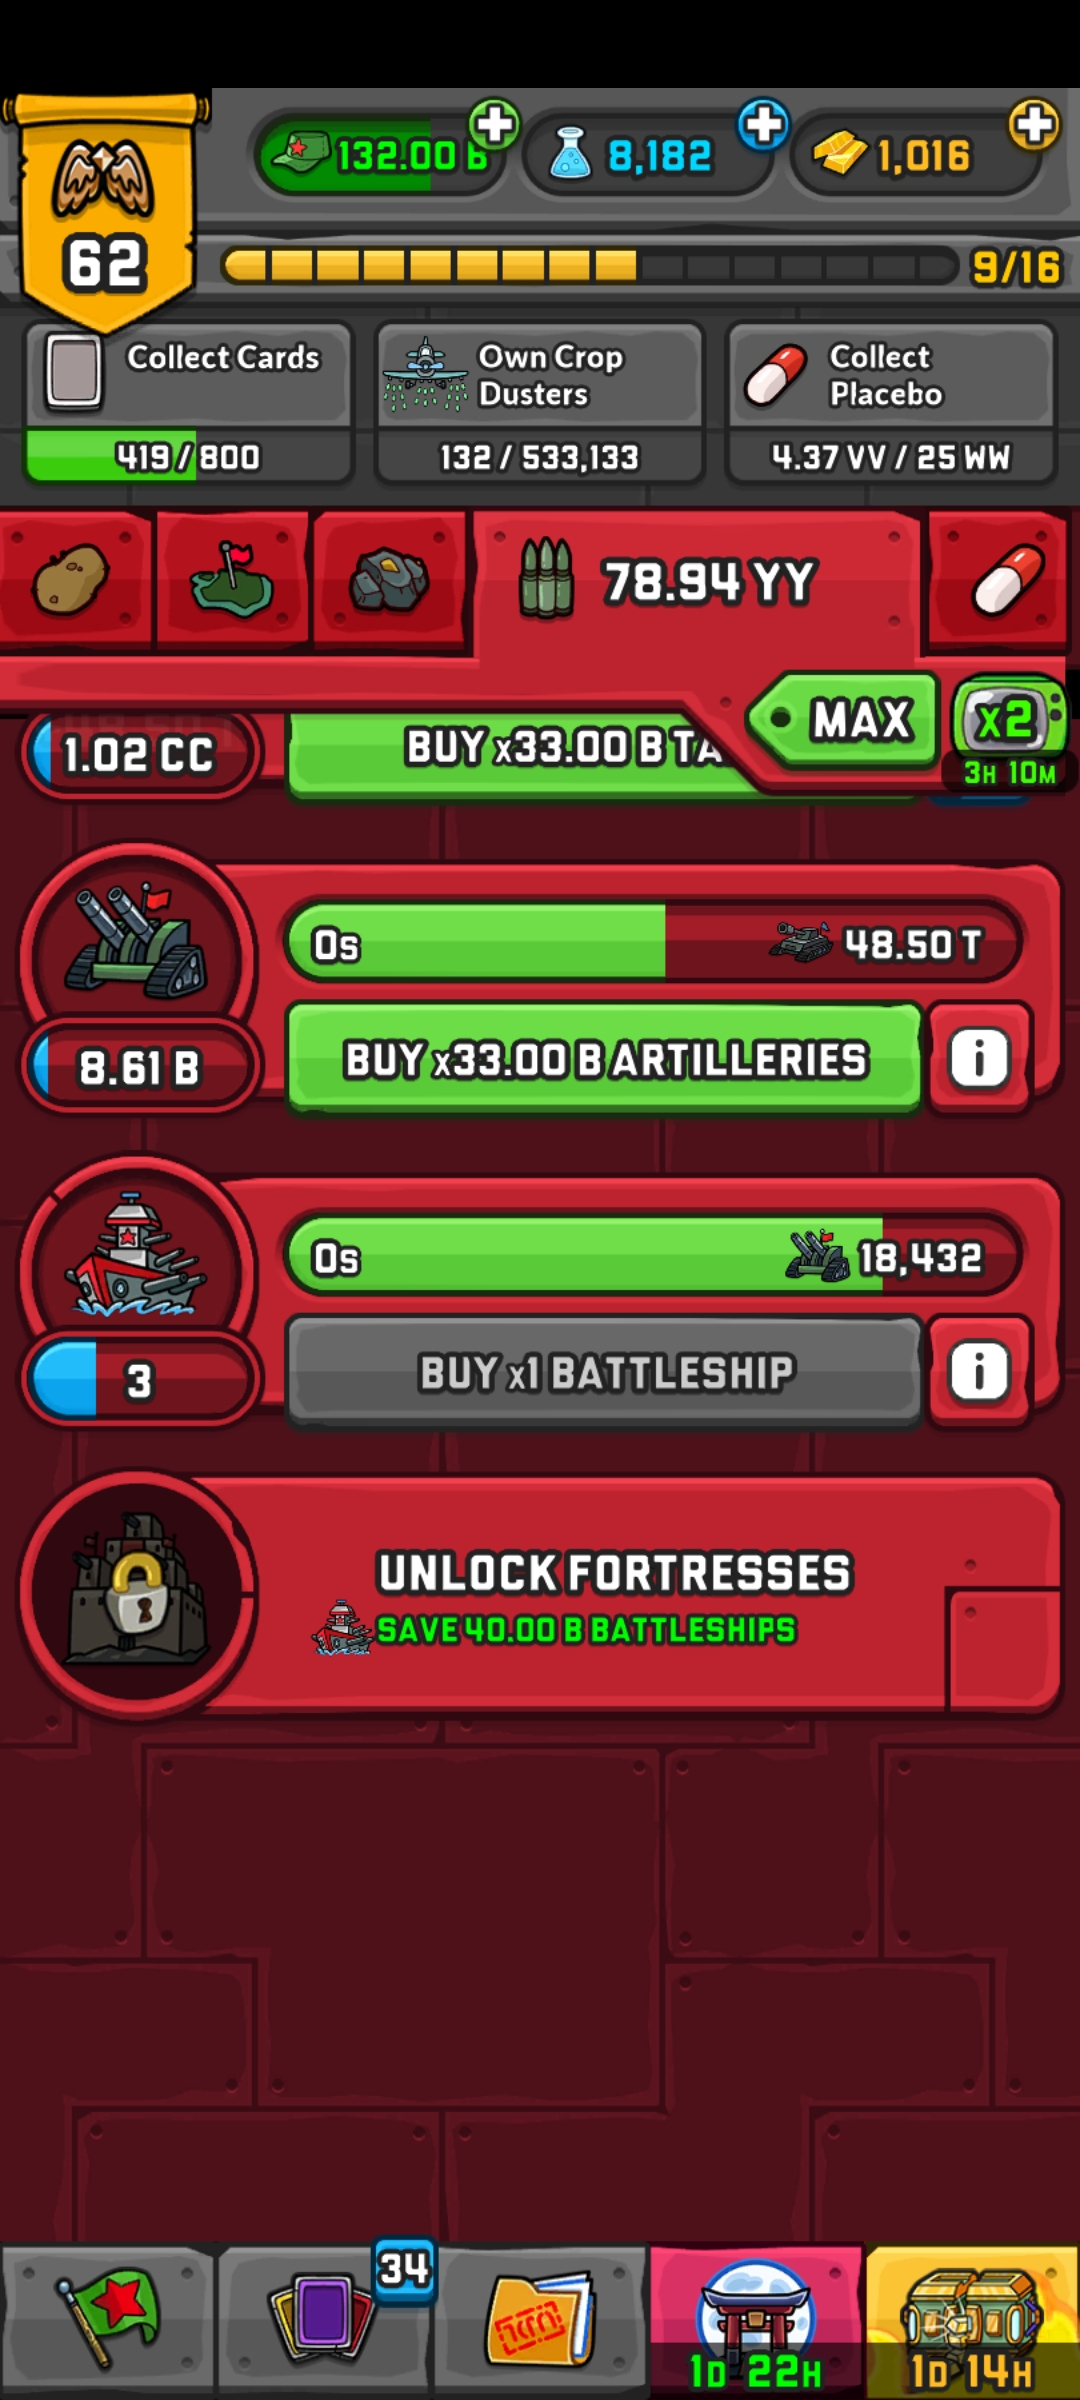 132.00 B
8,182
1,016
62
9/16
Collect Cards
419 / 800
Own Crop
Dusters
132 / 533,133
Collect
Placebo
4.37 VV / 25 WW
78.94 YY
MAX
x2
3H 10M
1.02 CC
BUY x33.00 B TA
0s
48.50 T
8.61 B
BUY x33.00 B ARTILLERIES
i
0s
18,432
3
BUY x1 BATTLESHIP
i
UNLOCK FORTRESSES
SAVE 40.00 B BATTLESHIPS
34
1D 22H
1D 14H